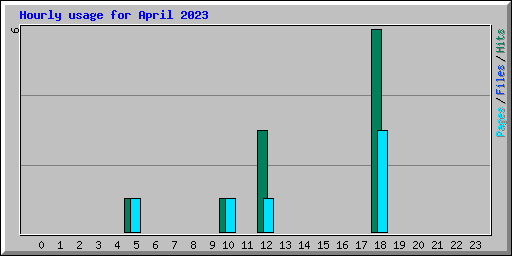 Hourly usage for April 2023
6
Pages/Files/Hits
0 1 2 3 4 5 6 7 8 9 10 11 12 13 14 15 16 17 18 19 20 21 22 23